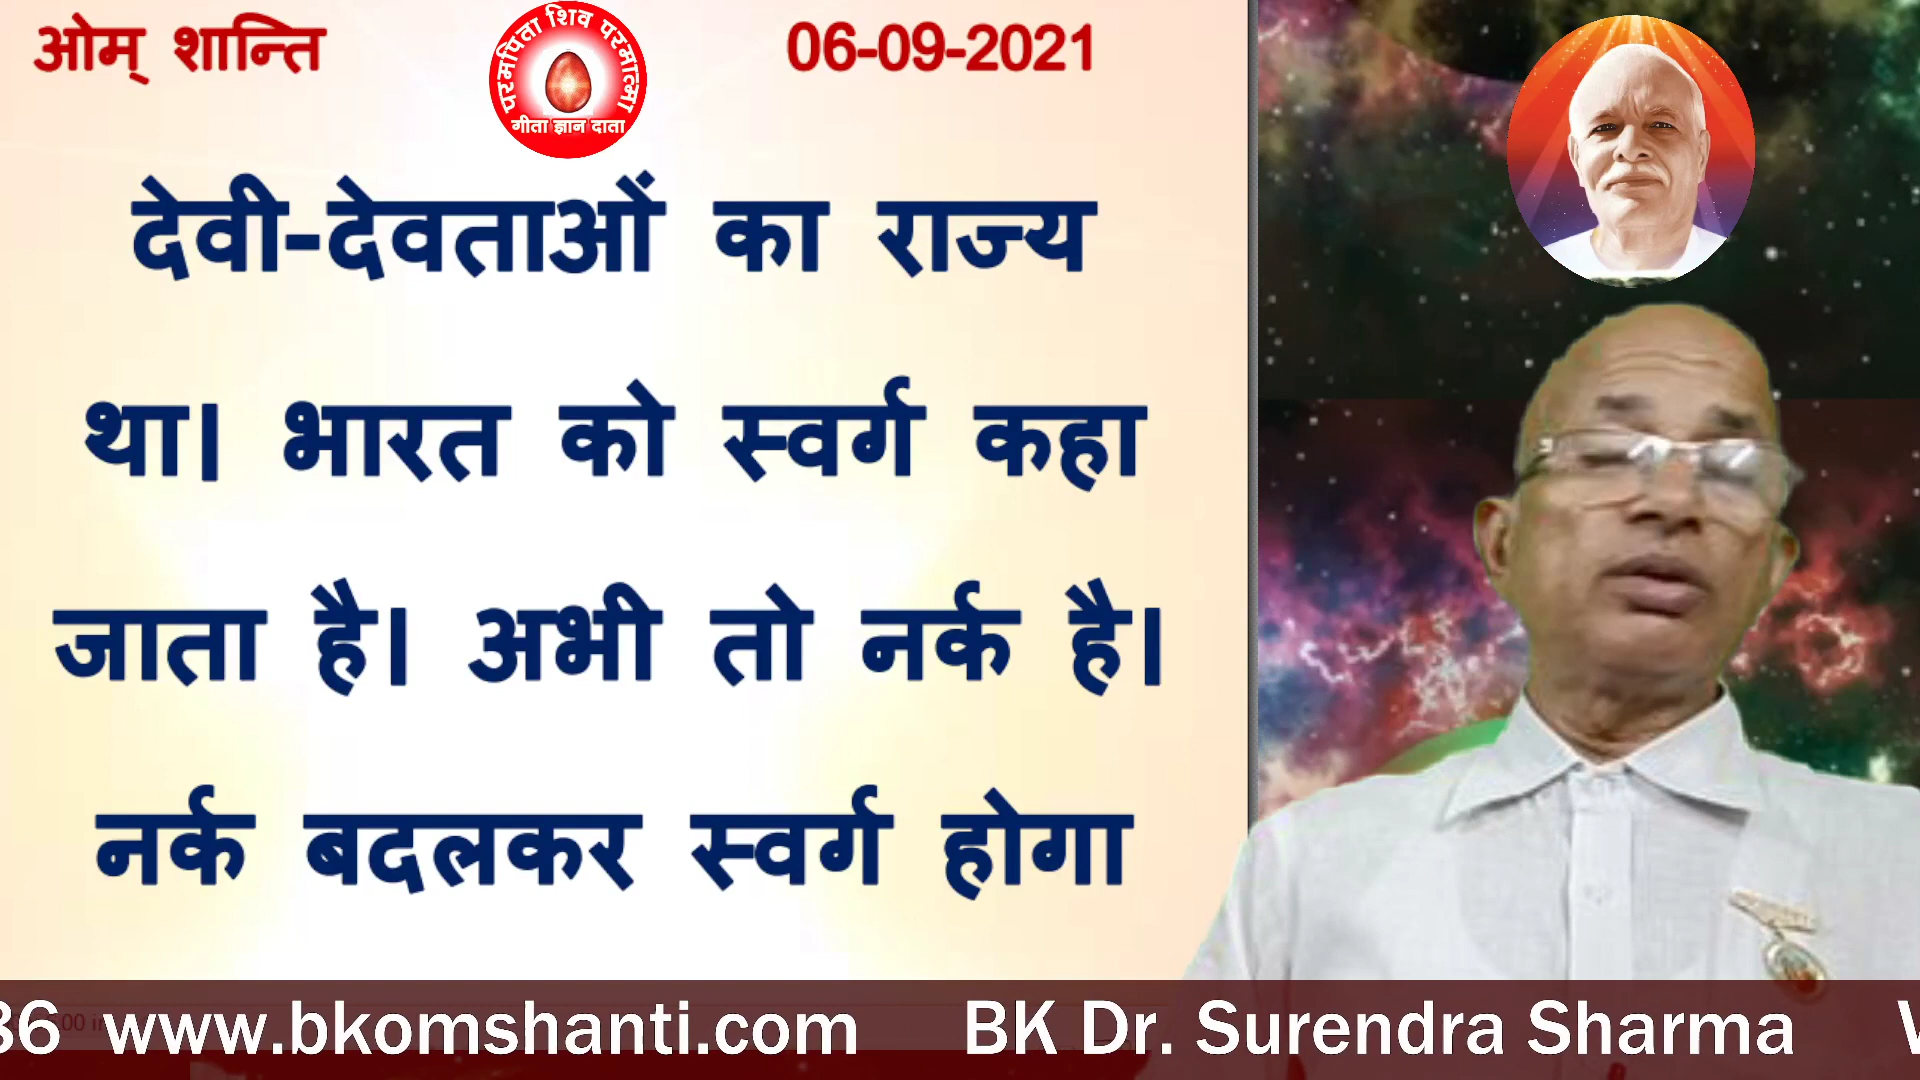 ओम् शान्ति
परमपिता शिव परमात्मा
गीता ज्ञान दाता
06-09-2021
देवी-देवताओं का राज्य
था। भारत को स्वर्ग कहा
जाता है। अभी तो नर्क है।
नर्क बदलकर स्वर्ग होगा
36 www.bkomshanti.com BK Dr. Surendra Sharma